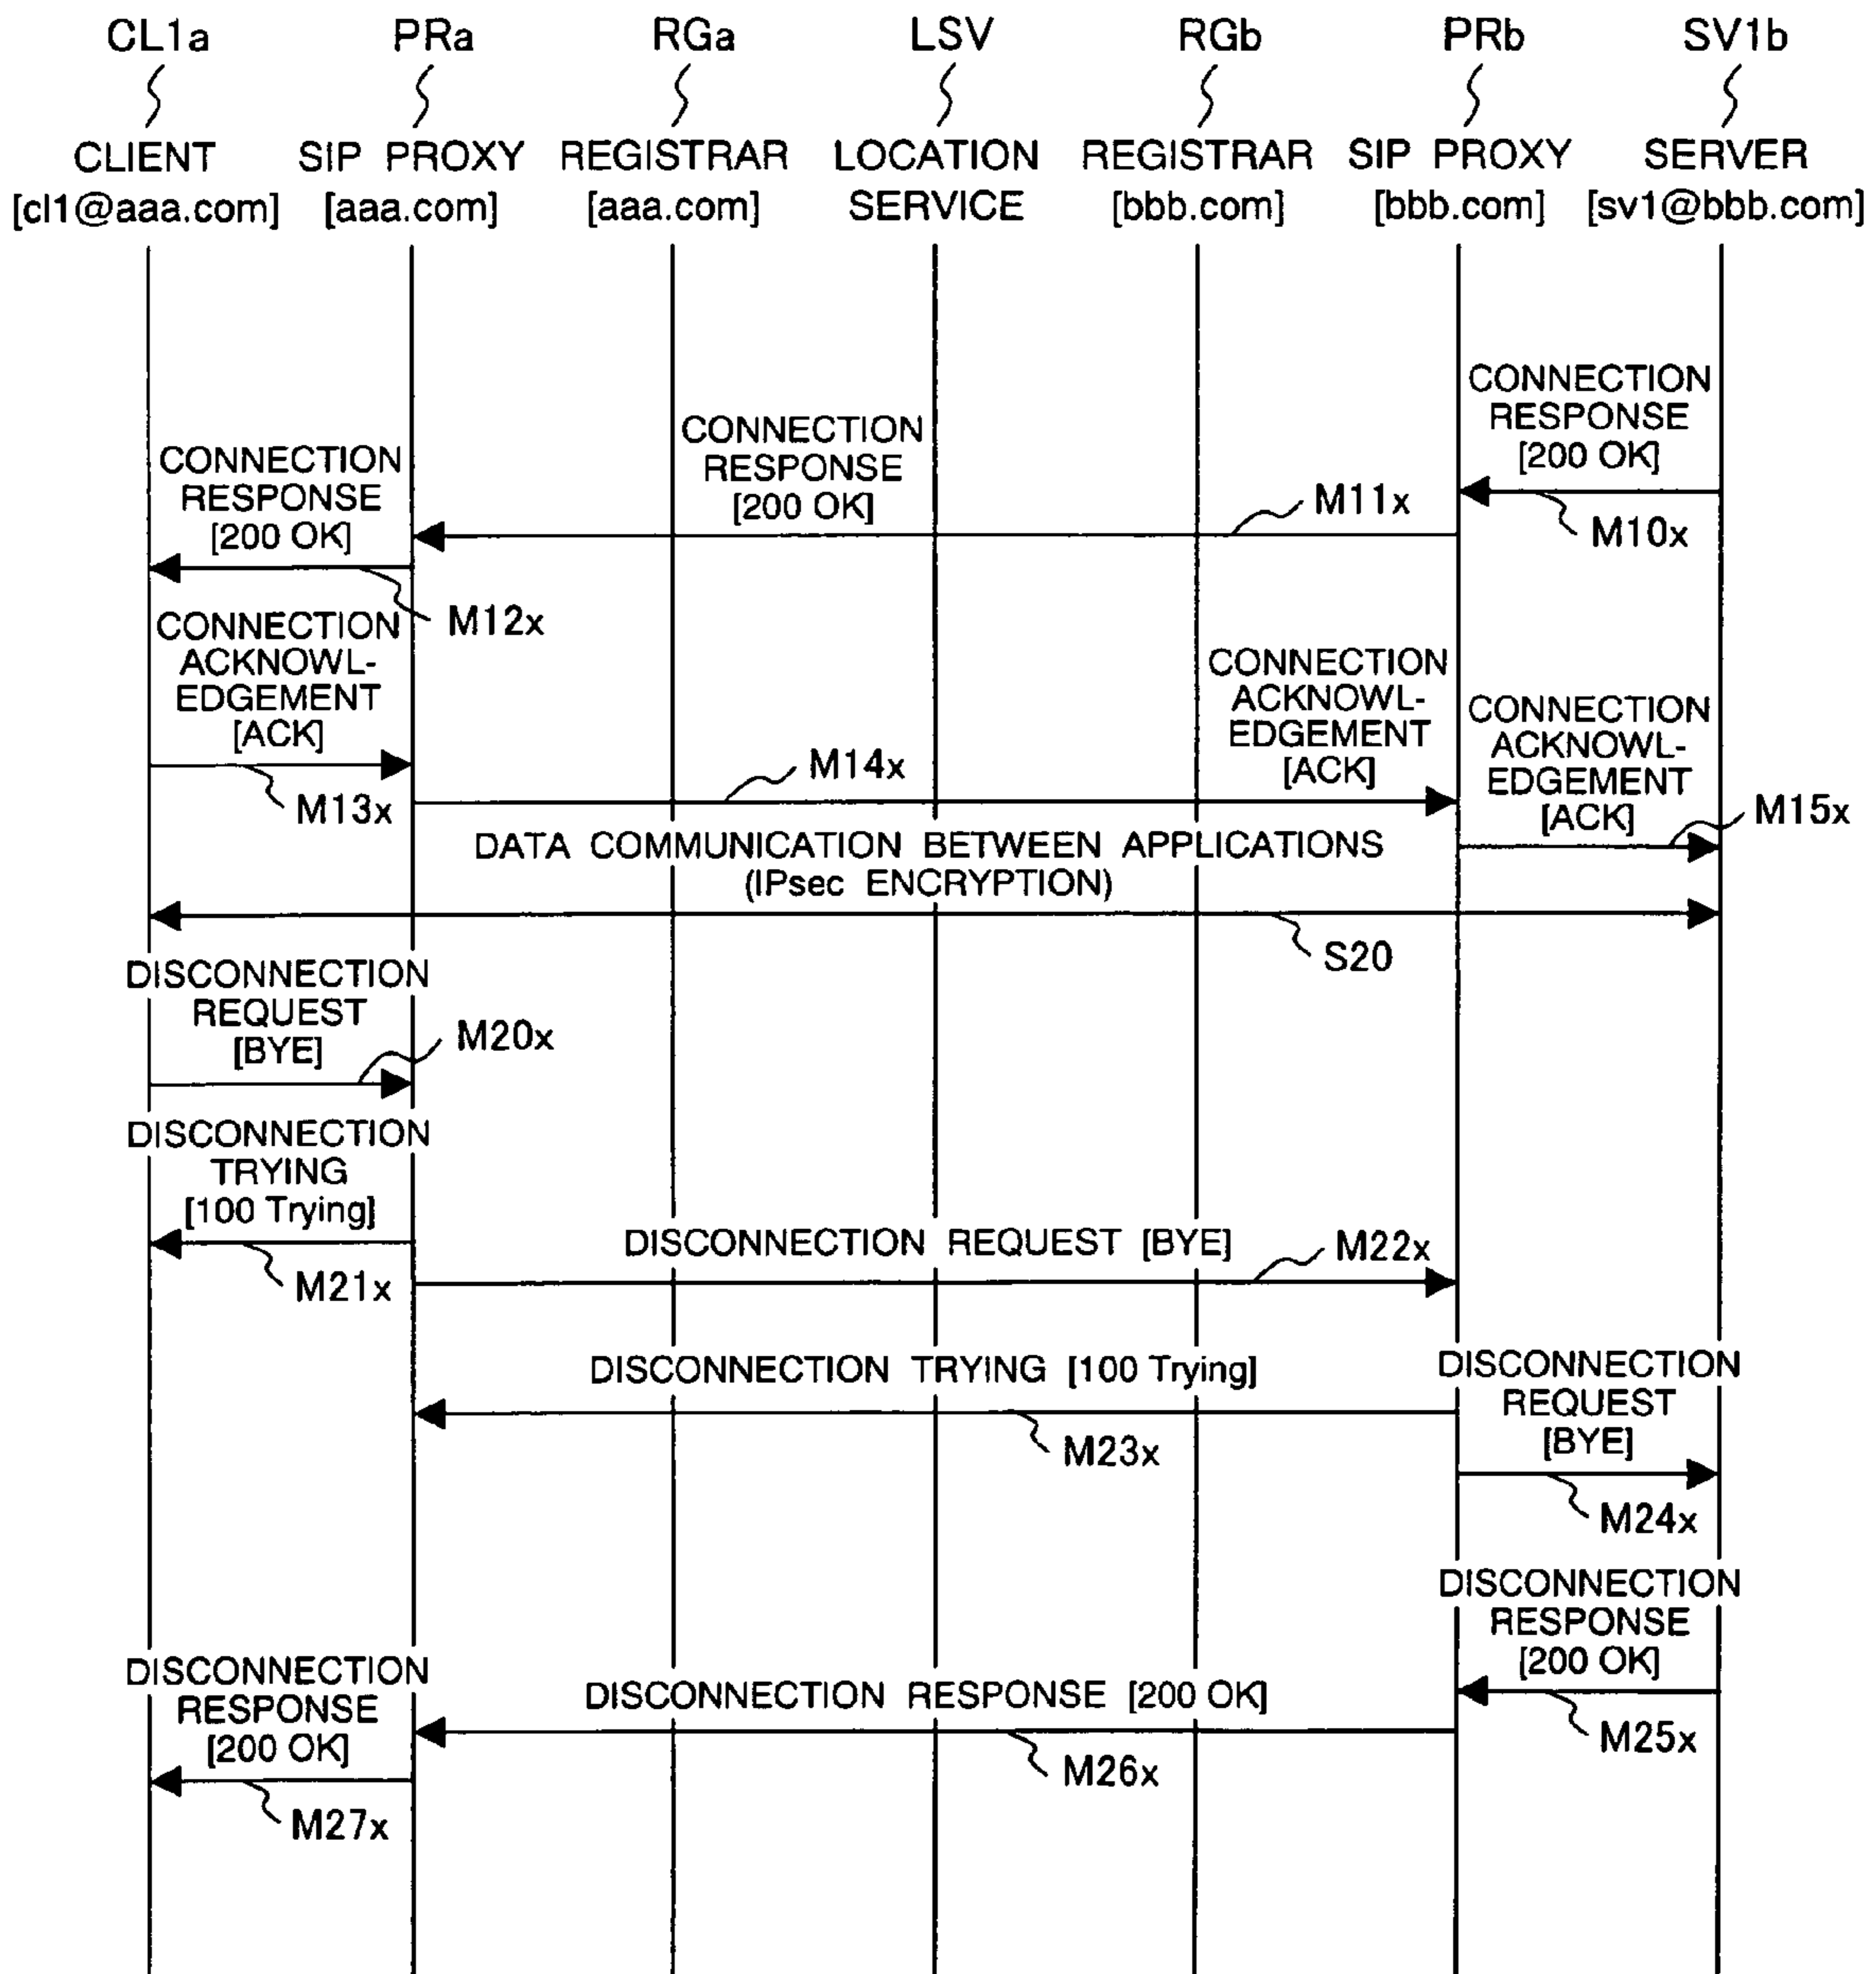 CL1a PRa RGa LSV RGb PRb SV1b
CLIENT SIP PROXY REGISTRAR LOCATION REGISTRAR SIP PROXY SERVER
[cl1@aaa.com] [aaa.com] [aaa.com] SERVICE [bbb.com] [bbb.com] [sv1@bbb.com]
CONNECTION
RESPONSE
[200 OK]
M10x
CONNECTION
RESPONSE
[200 OK]
M11x
CONNECTION
RESPONSE
[200 OK]
M12x
CONNECTION
ACKNOWL-
EDGEMENT
[ACK]
M13x
M14x
CONNECTION
ACKNOWL-
EDGEMENT
[ACK]
CONNECTION
ACKNOWL-
EDGEMENT
[ACK]
M15x
DATA COMMUNICATION BETWEEN APPLICATIONS
(IPsec ENCRYPTION)
S20
DISCONNECTION
REQUEST
[BYE]
M20x
DISCONNECTION
TRYING
[100 Trying]
M21x
DISCONNECTION REQUEST [BYE]
M22x
DISCONNECTION TRYING [100 Trying]
M23x
DISCONNECTION
REQUEST
[BYE]
M24x
DISCONNECTION
RESPONSE
[200 OK]
M25x
DISCONNECTION RESPONSE [200 OK]
M26x
DISCONNECTION
RESPONSE
[200 OK]
M27x